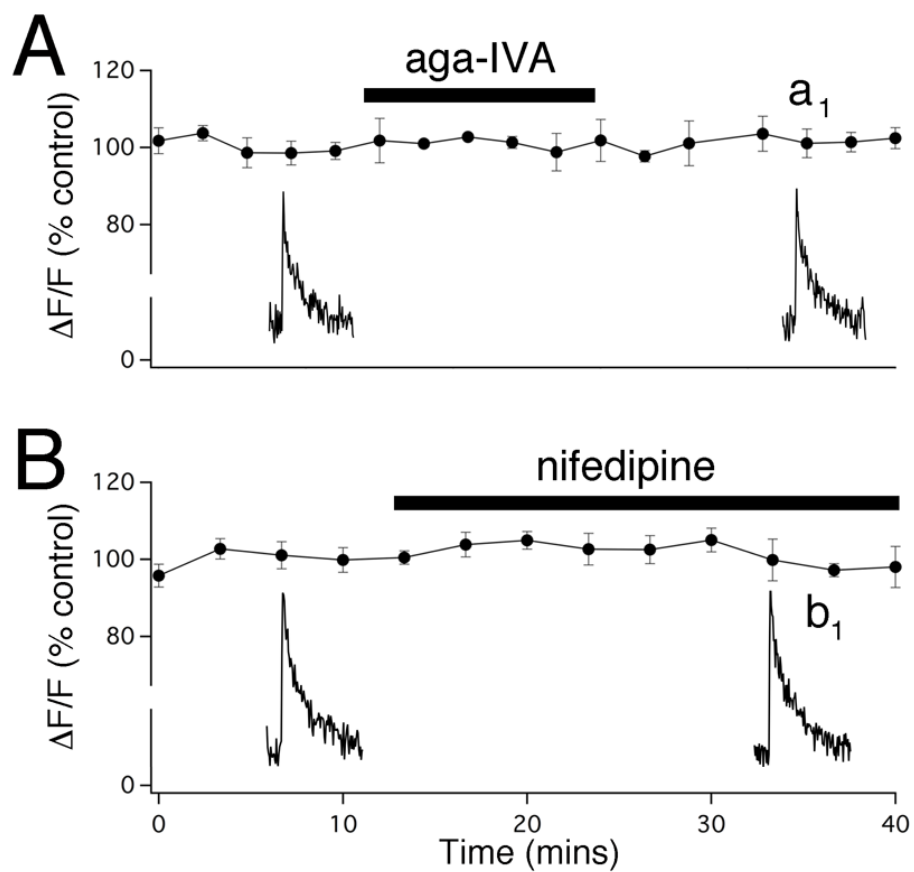 A
aga-IVA
a1
120
100
80
0
ΔF/F (% control)
B
nifedipine
b1
120
100
80
0
ΔF/F (% control)
0 10 20 30 40
Time (mins)